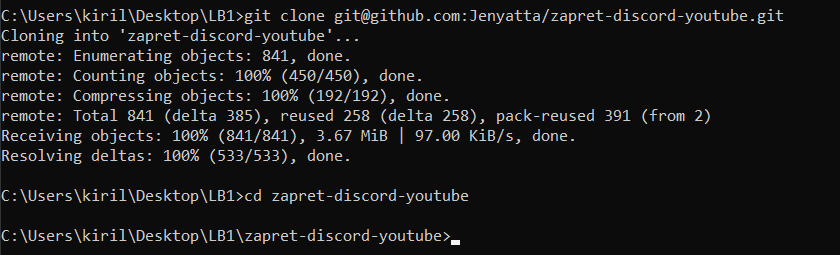 C:\Users\kiril\Desktop\LB1>git clone git@github.com:Jenyatta/zapret-discord-youtube.git
Cloning into 'zapret-discord-youtube'...
remote: Enumerating objects: 841, done.
remote: Counting objects: 100% (450/450), done.
remote: Compressing objects: 100% (192/192), done.
remote: Total 841 (delta 385), reused 258 (delta 258), pack-reused 391 (from 2)
Receiving objects: 100% (841/841), 3.67 MiB | 97.00 KiB/s, done.
Resolving deltas: 100% (533/533), done.
C:\Users\kiril\Desktop\LB1>cd zapret-discord-youtube
C:\Users\kiril\Desktop\LB1\zapret-discord-youtube>